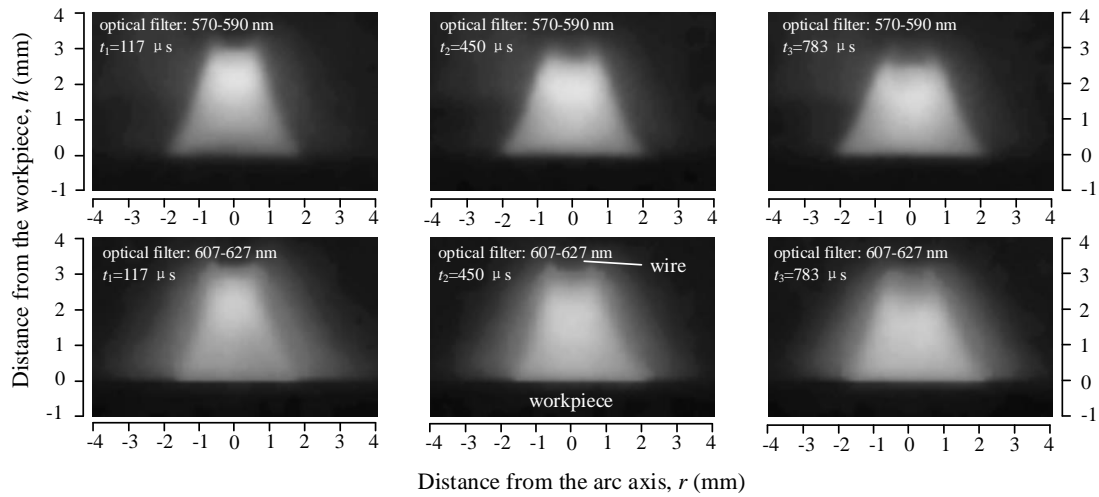 optical filter: 570-590 nm
t₁=117 μs
optical filter: 570-590 nm
t₂=450 μs
optical filter: 570-590 nm
t₃=783 μs
4
3
2
1
0
-1
4
3
2
1
0
-1
-4 -3 -2 -1 0 1 2 3 4
-4 -3 -2 -1 0 1 2 3 4
-4 -3 -2 -1 0 1 2 3 4
Distance from the workpiece, h (mm)
optical filter: 607-627 nm
t₁=117 μs
optical filter: 607-627 nm
t₂=450 μs
wire
workpiece
optical filter: 607-627 nm
t₃=783 μs
4
3
2
1
0
-1
4
3
2
1
0
-1
-4 -3 -2 -1 0 1 2 3 4
-4 -3 -2 -1 0 1 2 3 4
-4 -3 -2 -1 0 1 2 3 4
Distance from the arc axis, r (mm)